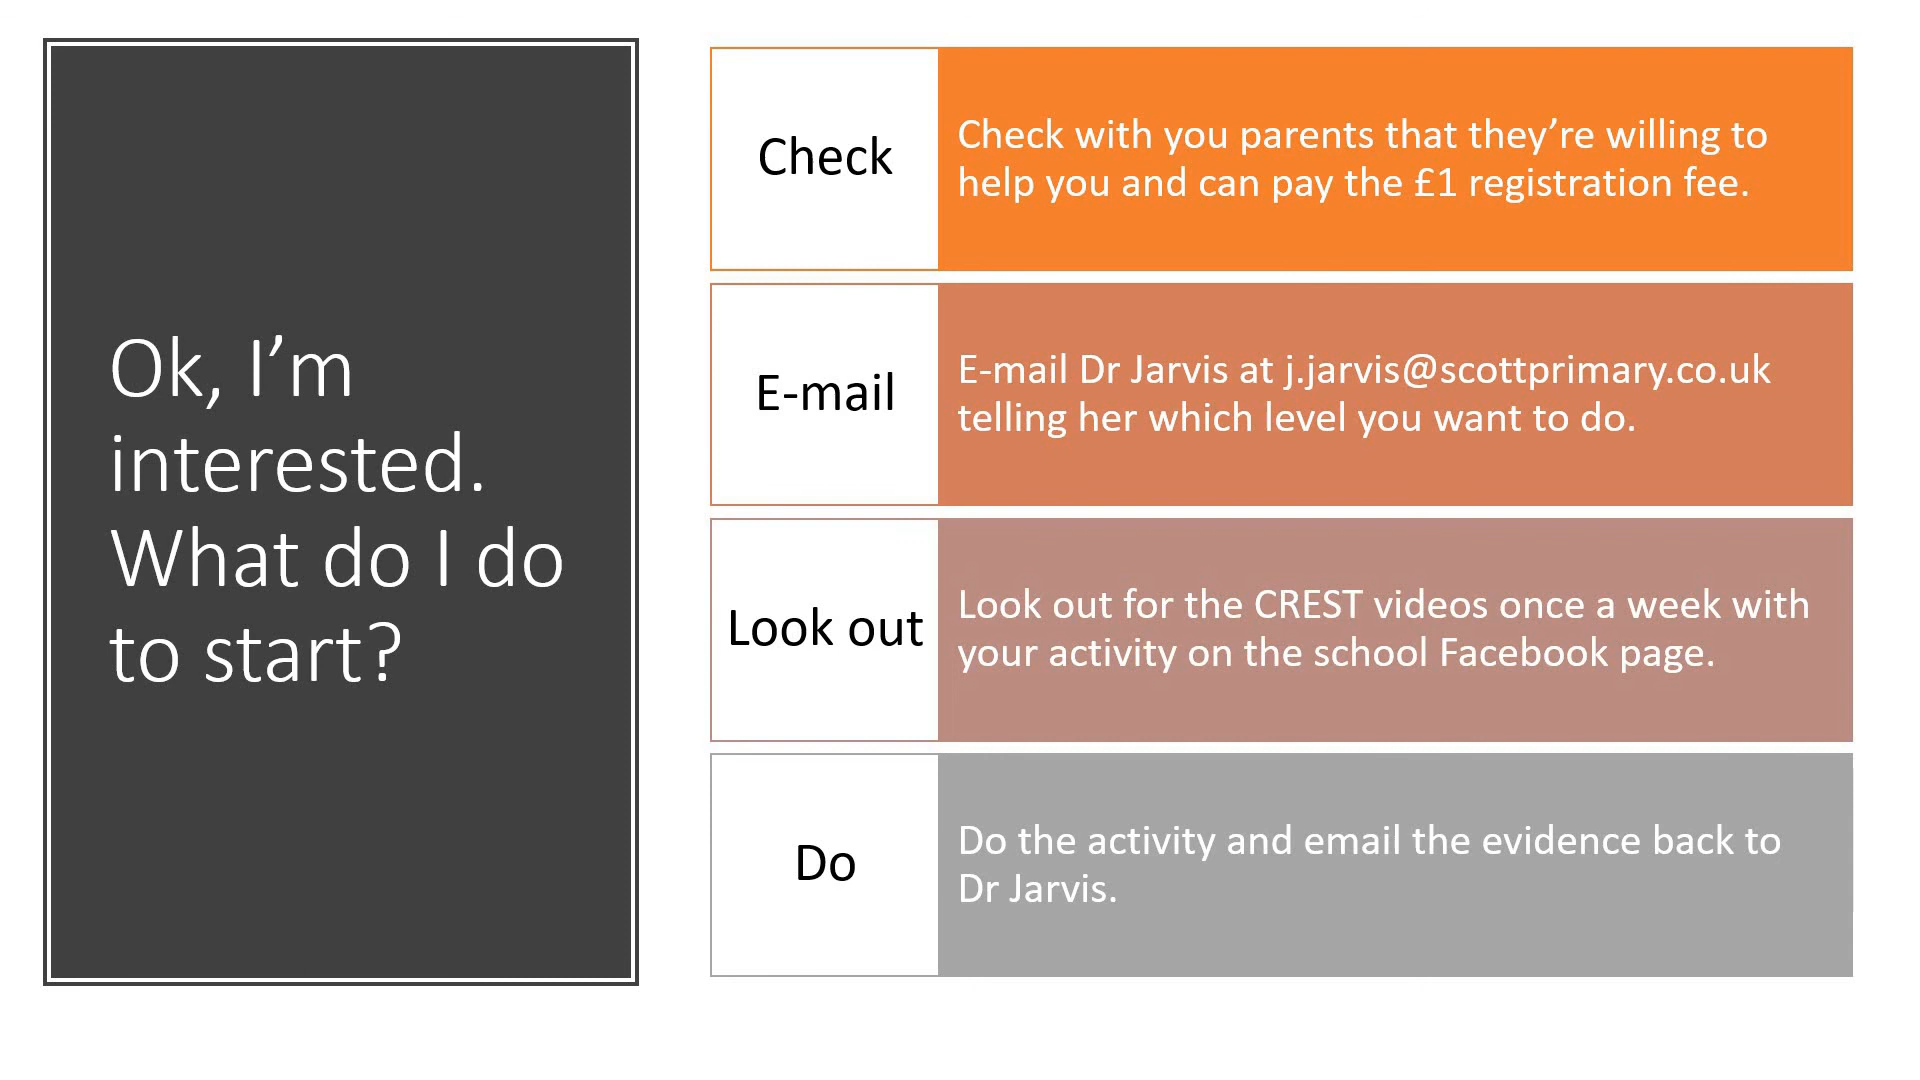 Ok, I’m
interested.
What do I do
to start?
Check
Check with you parents that they’re willing to
help you and can pay the £1 registration fee.
E-mail
E-mail Dr Jarvis at j.jarvis@scottprimary.co.uk
telling her which level you want to do.
Look out
Look out for the CREST videos once a week with
your activity on the school Facebook page.
Do
Do the activity and email the evidence back to
Dr Jarvis.